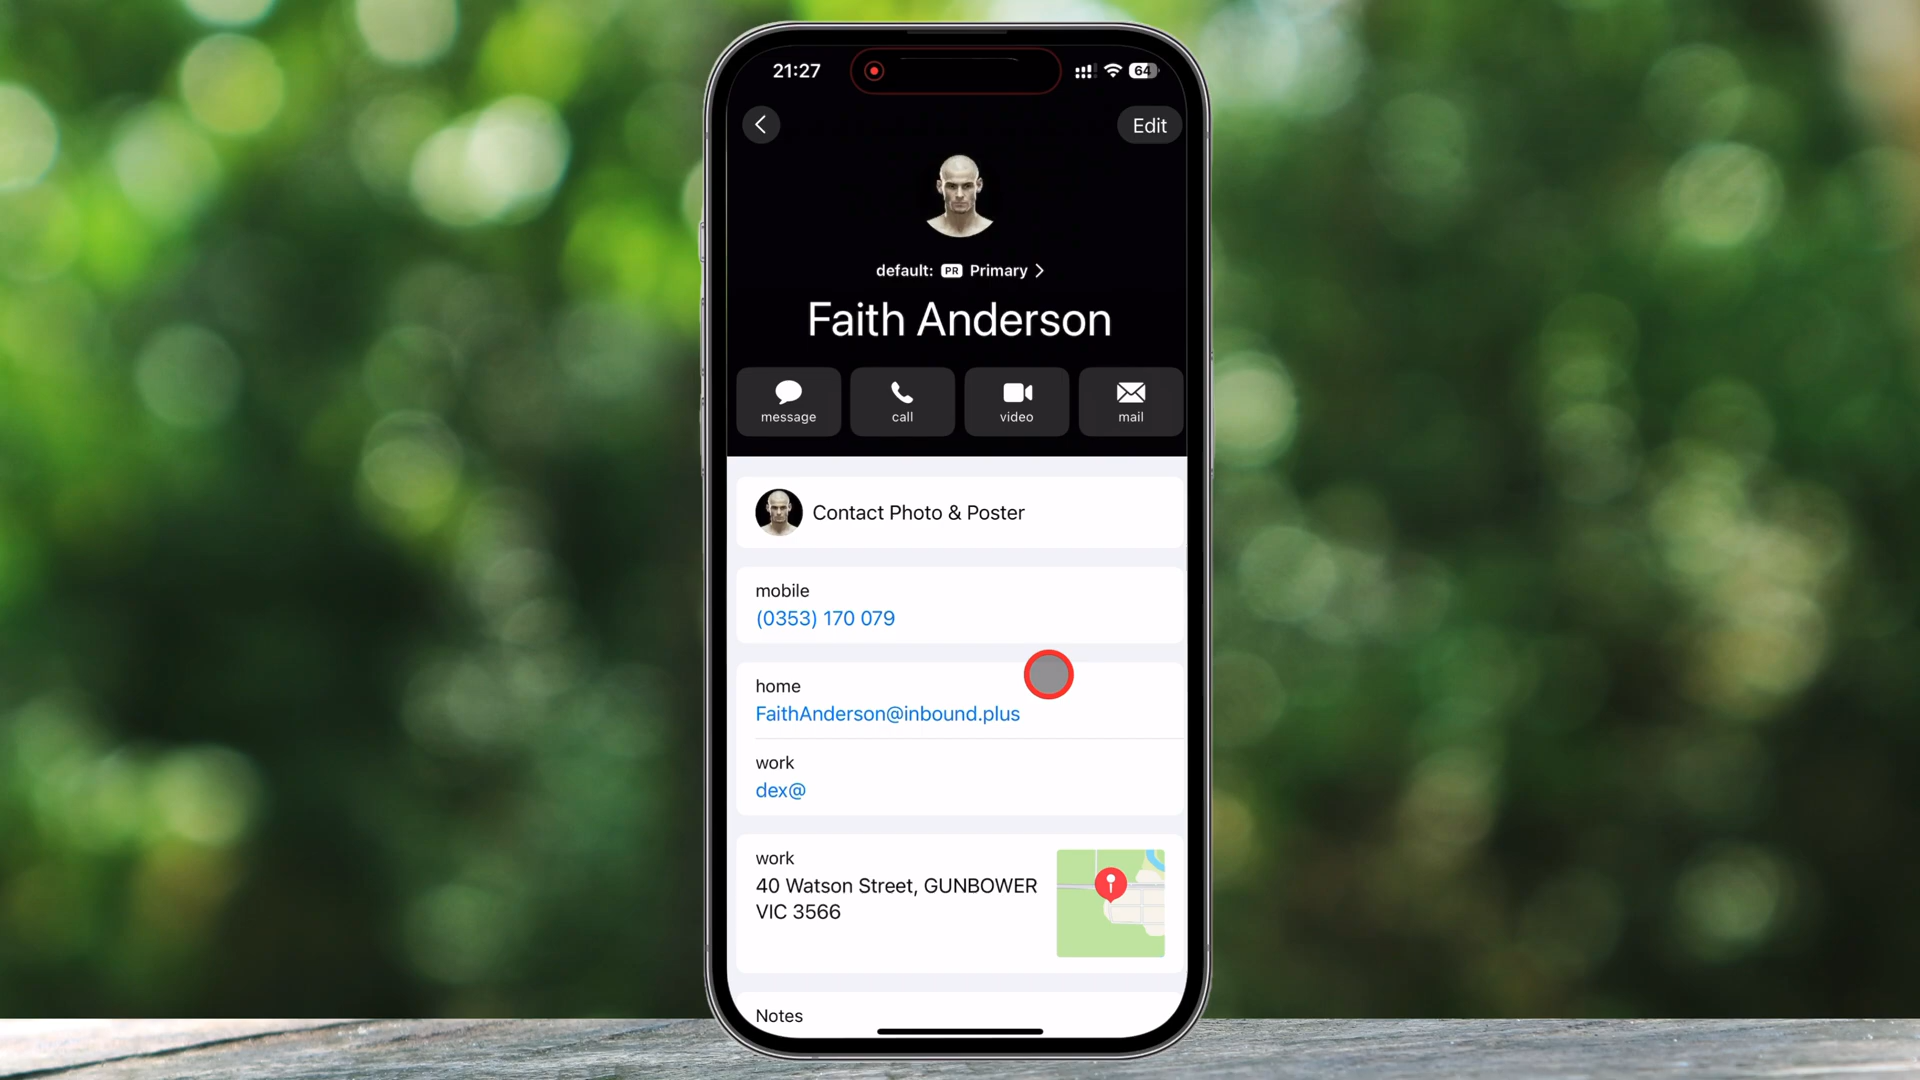 21:27
64
Edit
default: PR Primary
Faith Anderson
message call video mail
Contact Photo & Poster
mobile
(0353) 170 079
home
FaithAnderson@inbound.plus
work
dex@
work
40 Watson Street, GUNBOWER
VIC 3566
Notes